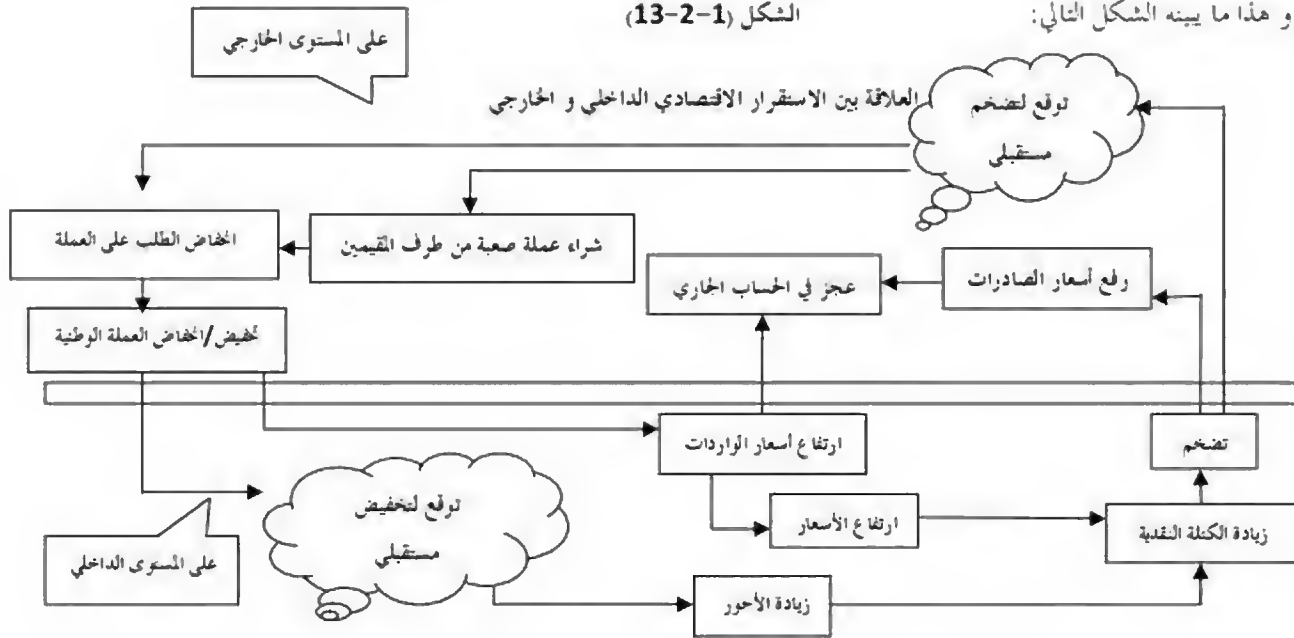 و هذا ما يبينه الشكل التالي:
الشكل (1-2-13)
على المستوى الخارجي
العلاقة بين الاستقرار الاقتصادي الداخلي و الخارجي
توقع لتضخم
مستقبلي
انخفاض الطلب على العملة
شراء عملة صعبة من طرف المقيمين
عجز في الحساب الجاري
رفع أسعار الصادرات
تخفيض/انخفاض العملة الوطنية
ارتفاع أسعار الواردات
تضخم
توقع لتخفيض
مستقبلي
ارتفاع الأسعار
زيادة الكتلة النقدية
على المستوى الداخلي
زيادة الأجور